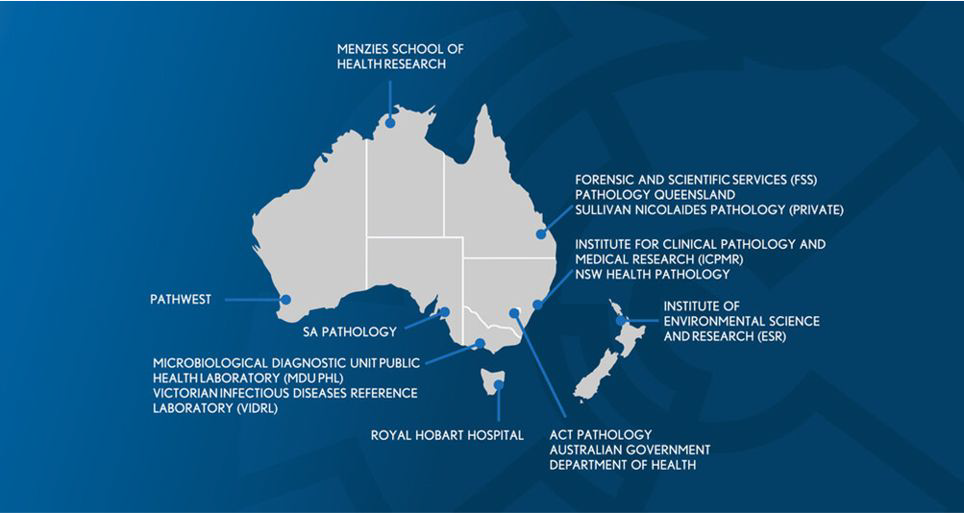 MENZIES SCHOOL OF
HEALTH RESEARCH
FORENSIC AND SCIENTIFIC SERVICES (FSS)
PATHOLOGY QUEENSLAND
SULLIVAN NICOLAIDES PATHOLOGY (PRIVATE)
INSTITUTE FOR CLINICAL PATHOLOGY AND
MEDICAL RESEARCH (ICPMR)
NSW HEALTH PATHOLOGY
PATHWEST
INSTITUTE OF
ENVIRONMENTAL SCIENCE
AND RESEARCH (ESR)
SA PATHOLOGY
MICROBIOLOGICAL DIAGNOSTIC UNIT PUBLIC
HEALTH LABORATORY (MDU PHL)
VICTORIAN INFECTIOUS DISEASES REFERENCE
LABORATORY (VIDRL)
ROYAL HOBART HOSPITAL
ACT PATHOLOGY
AUSTRALIAN GOVERNMENT
DEPARTMENT OF HEALTH